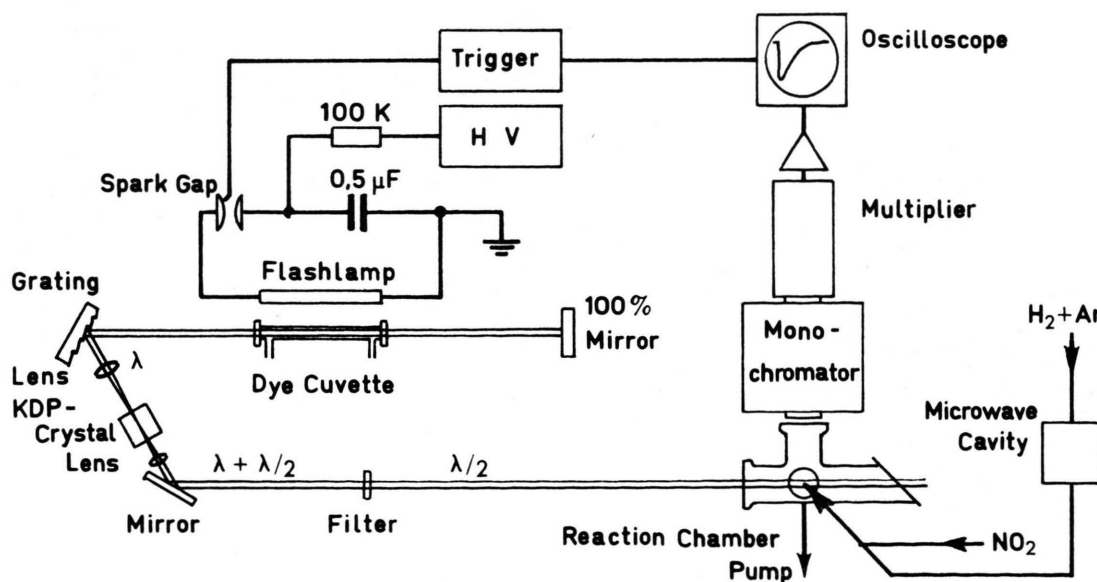 Oscilloscope
Trigger
100 K
H V
0,5 μF
Spark Gap
Multiplier
Flashlamp
Grating
100%
Mirror
H₂+Ar
Mono-
chromator
λ
Lens
Dye Cuvette
KDP-
Crystal
Lens
Microwave
Cavity
λ + λ/2
λ/2
Mirror
Filter
Reaction Chamber
NO₂
Pump